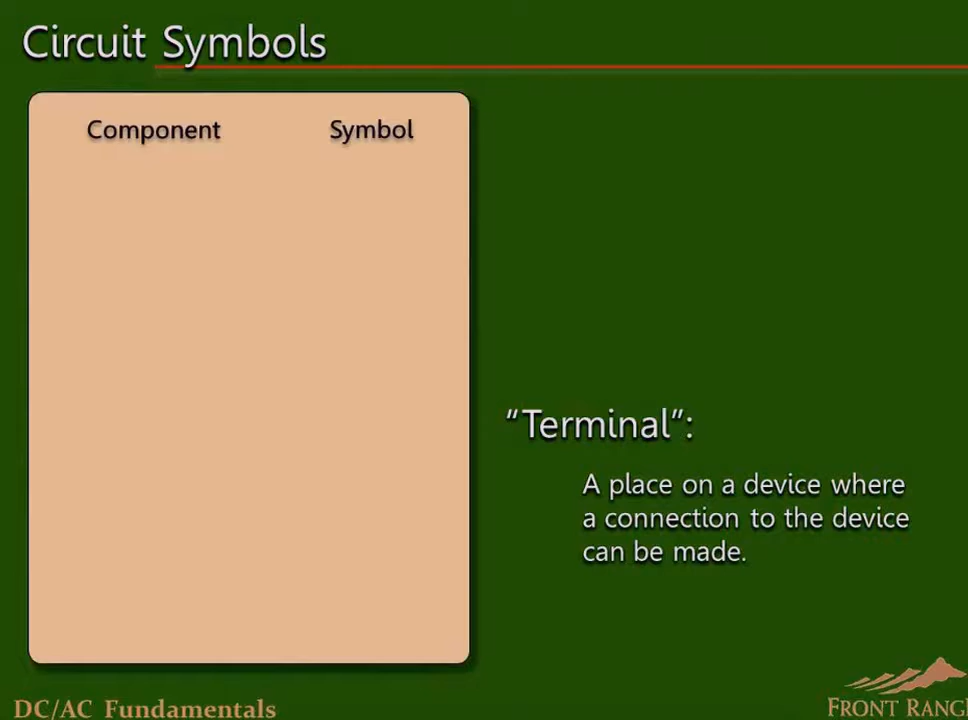 Circuit Symbols
Component Symbol
“Terminal”:
A place on a device where
a connection to the device
can be made.
DC/AC Fundamentals
FRONT